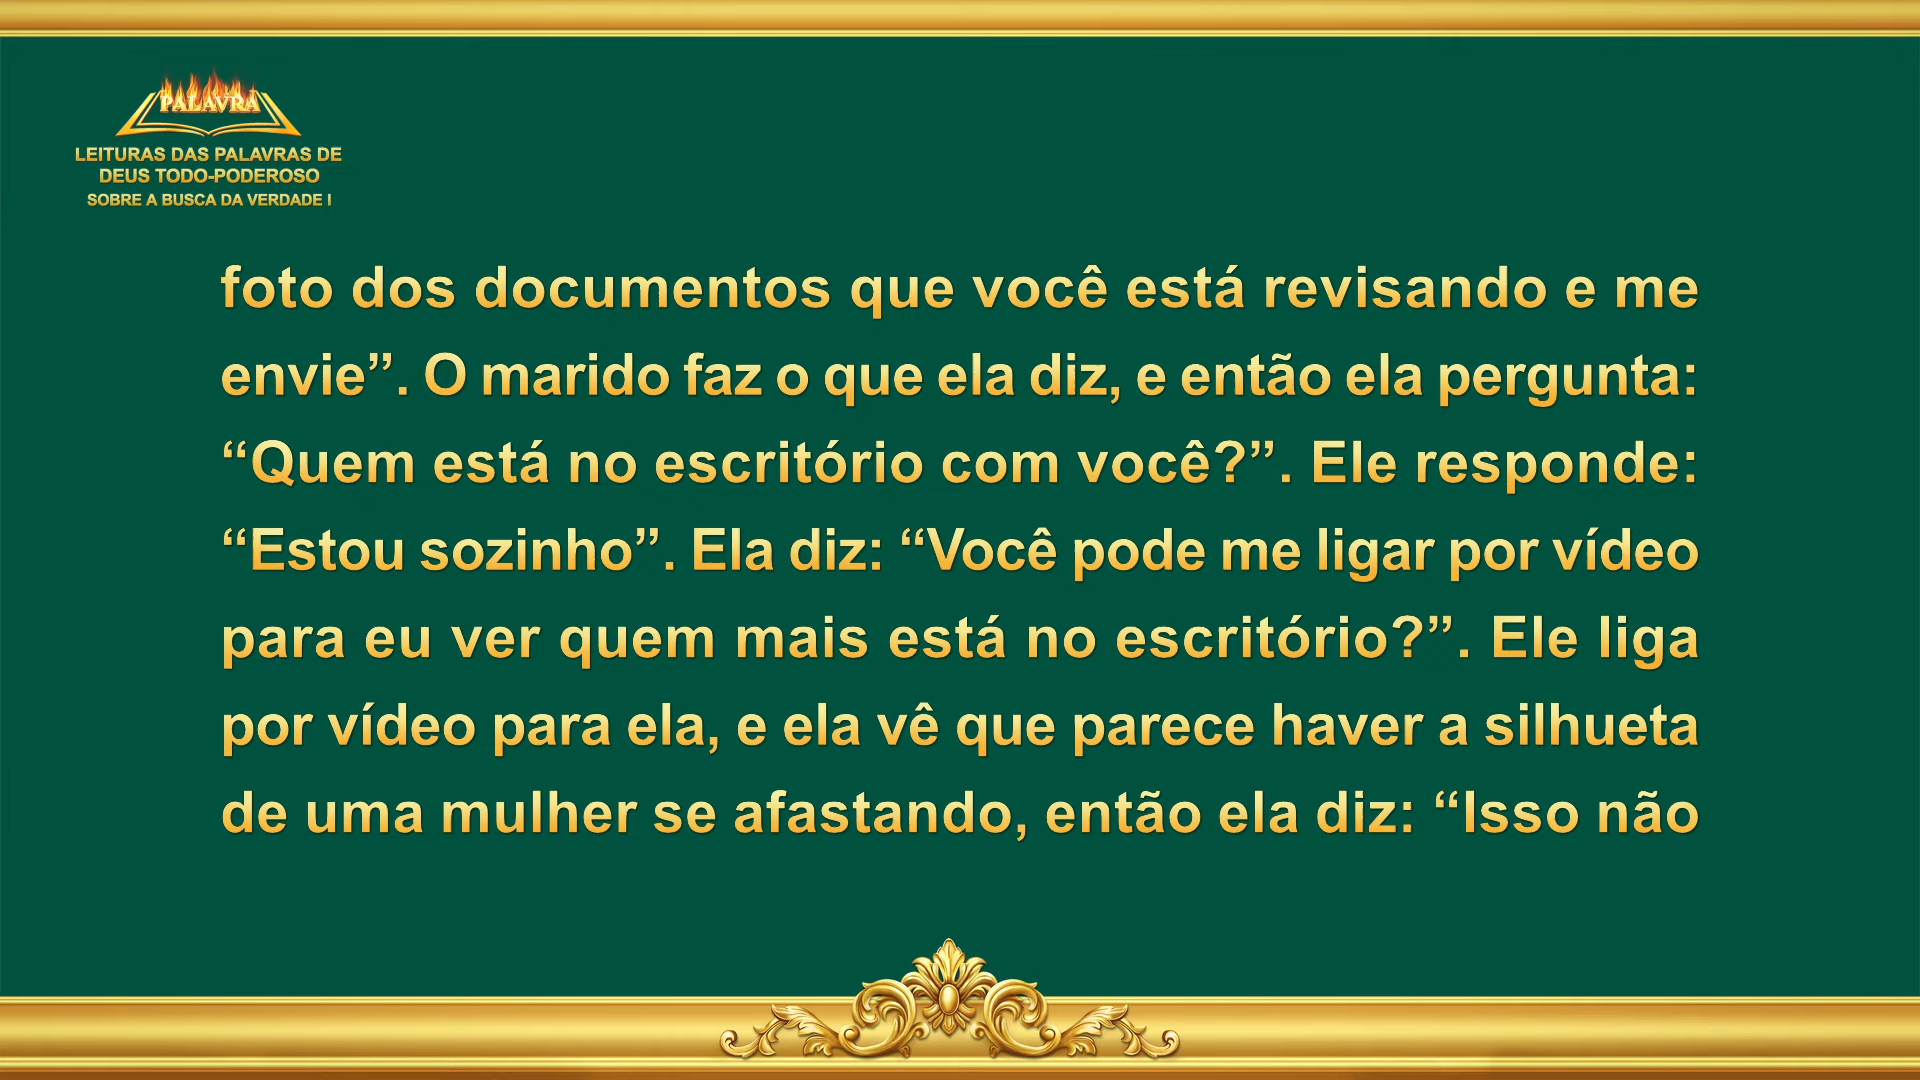 PALAVRA
LEITURAS DAS PALAVRAS DE
DEUS TODO-PODEROSO
SOBRE A BUSCA DA VERDADE I
foto dos documentos que você está revisando e me
envie”. O marido faz o que ela diz, e então ela pergunta:
“Quem está no escritório com você?”. Ele responde:
“Estou sozinho”. Ela diz: “Você pode me ligar por vídeo
para eu ver quem mais está no escritório?”. Ele liga
por vídeo para ela, e ela vê que parece haver a silhueta
de uma mulher se afastando, então ela diz: “Isso não